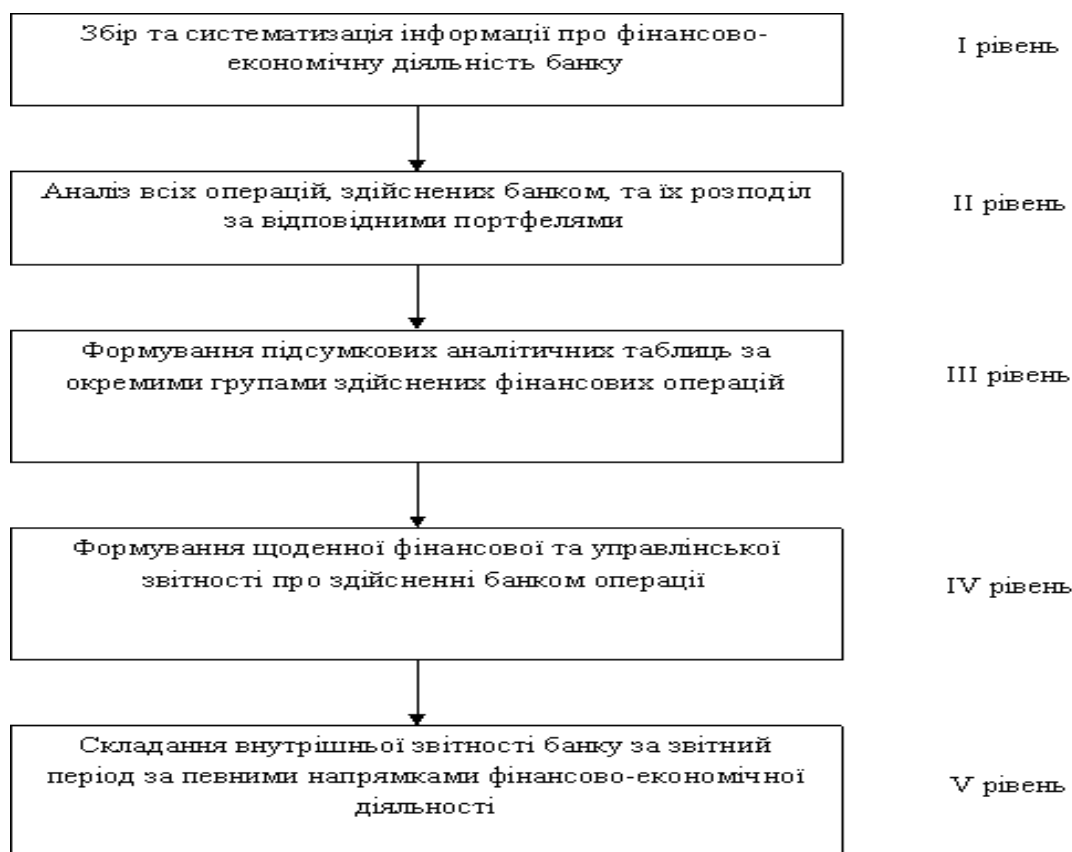 Збір та систематизація інформації про фінансово-
економічну діяльність банку
І рівень
Аналіз всіх операцій, здійснених банком, та їх розподіл
за відповідними портфелями
ІІ рівень
Формування підсумкових аналітичних таблиць за
окремими групами здійснених фінансових операцій
ІІІ рівень
Формування щоденної фінансової та управлінської
звітності про здійсненні банком операції
IV рівень
Складання внутрішньої звітності банку за звітний
період за певними напрямками фінансово-економічної
діяльності
V рівень